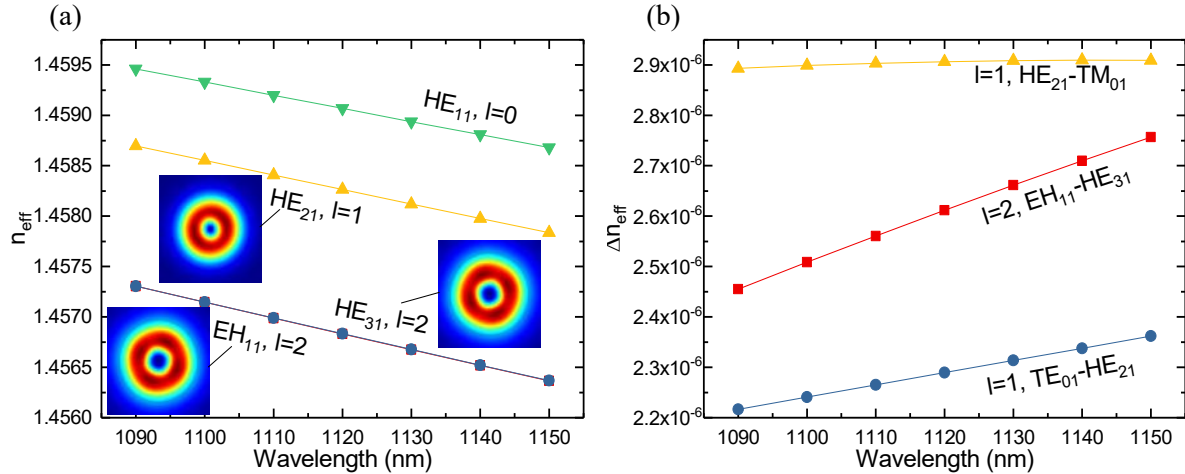 (a)
1.4595
1.4590
1.4585
1.4580
1.4575
1.4570
1.4565
1.4560
n_eff
HE₁₁, l=0
HE₂₁, l=1
HE₃₁, l=2
EH₁₁, l=2
1090 1100 1110 1120 1130 1140 1150
Wavelength (nm)
(b)
2.9x10⁻⁶
2.8x10⁻⁶
2.7x10⁻⁶
2.6x10⁻⁶
2.5x10⁻⁶
2.4x10⁻⁶
2.3x10⁻⁶
2.2x10⁻⁶
Δn_eff
l=1, HE₂₁-TM₀₁
l=2, EH₁₁-HE₃₁
l=1, TE₀₁-HE₂₁
1090 1100 1110 1120 1130 1140 1150
Wavelength (nm)